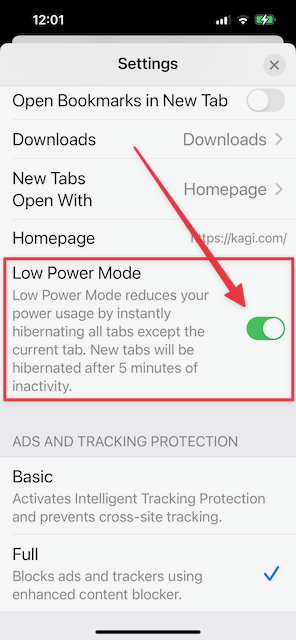 12:01
Settings
Open Bookmarks in New Tab
Downloads
Downloads
New Tabs
Open With
Homepage
Homepage
https://kagi.com/
Low Power Mode
Low Power Mode reduces your
power usage by instantly
hibernating all tabs except the
current tab. New tabs will be
hibernated after 5 minutes of
inactivity.
ADS AND TRACKING PROTECTION
Basic
Activates Intelligent Tracking Protection
and prevents cross-site tracking.
Full
Blocks ads and trackers using
enhanced content blocker.